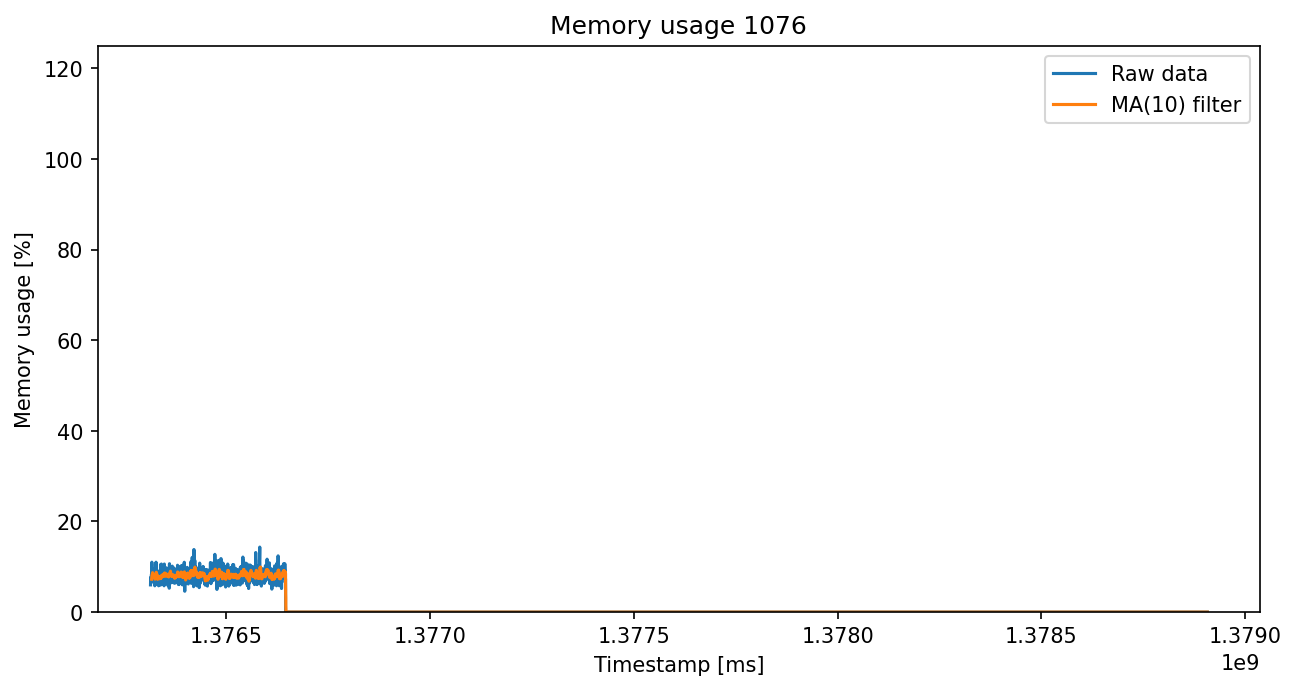 Memory usage 1076
Raw data
MA(10) filter
120
100
80
60
40
20
0
Memory usage [%]
1.3765 1.3770 1.3775 1.3780 1.3785 1.3790
1e9
Timestamp [ms]